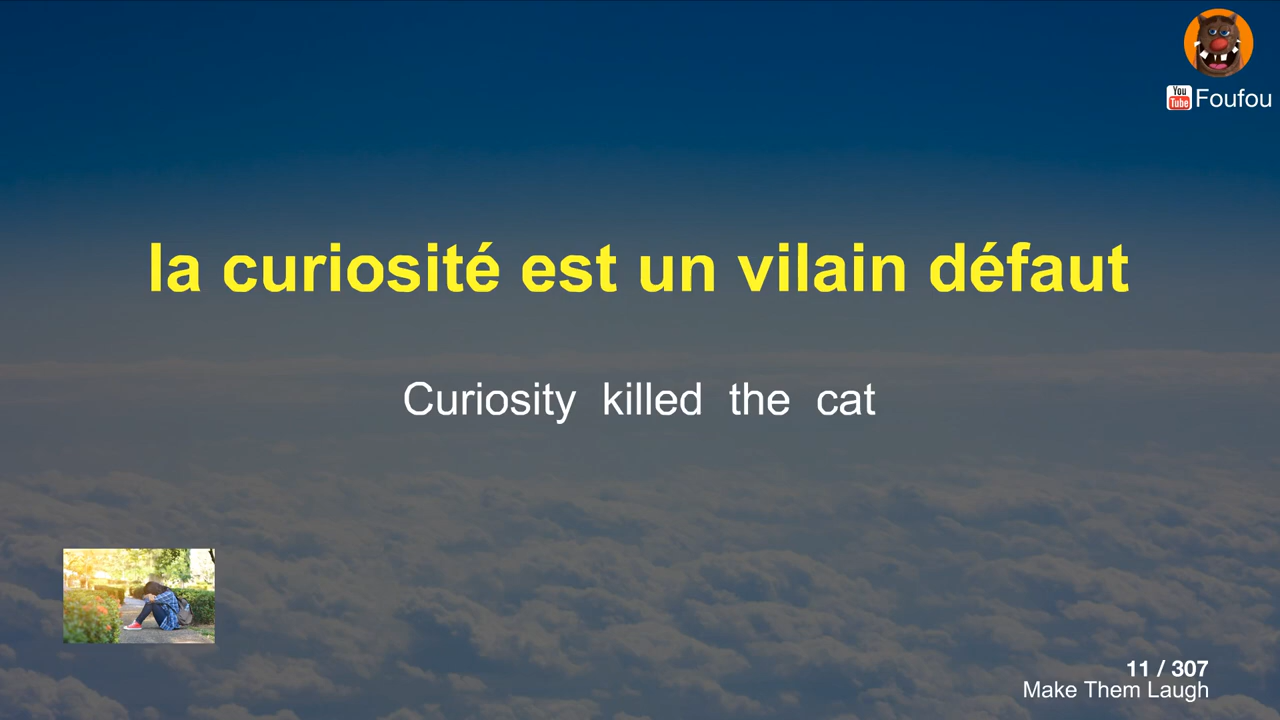 You
Tube
Foufou
la curiosité est un vilain défaut
Curiosity killed the cat
11 / 307
Make Them Laugh